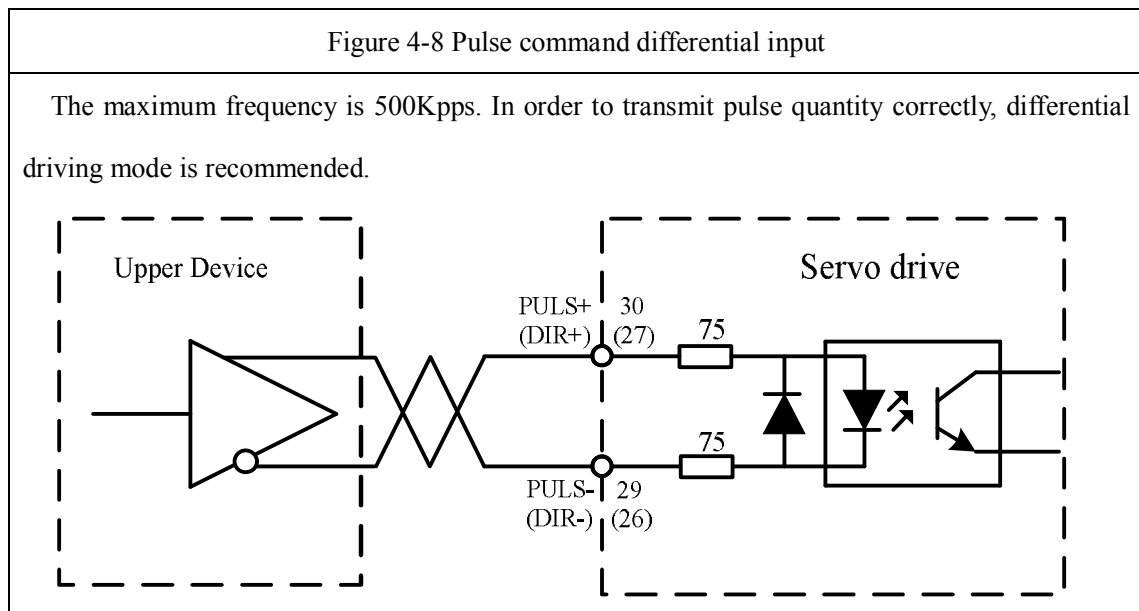 Figure 4-8 Pulse command differential input
The maximum frequency is 500Kpps. In order to transmit pulse quantity correctly, differential
driving mode is recommended.
Upper Device
Servo drive
PULS+ 30
(DIR+) (27)
75
75
PULS- 29
(DIR-) (26)